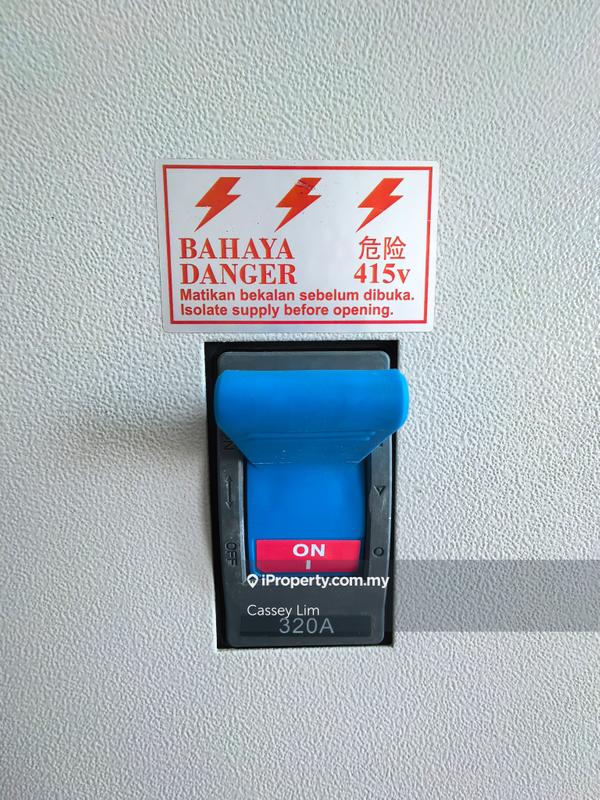 BAHAYA 危险
DANGER 415v
Matikan bekalan sebelum dibuka.
Isolate supply before opening.
OFF
O
ON
I
iProperty.com.my
Cassey Lim
320A